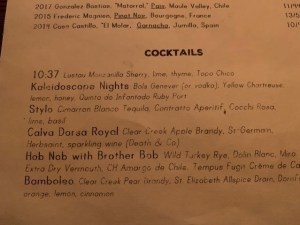 2017 Gonzalez Bastias, "Matorral," Pais, Maule Valley, Chile
2015 Frederic Magnien, Pinot Noir, Bourgogne, France
2019 Casa Castillo, "El Molar," Garnacha, Jumilla, Spain
COCKTAILS
10:37 Lustau Manzanilla Sherry, lime, thyme, Topo Chico
Kaleidoscope Nights Bols Genever (or vodka), Yellow Chartreuse,
lemon, honey, Quinta do Infantado Ruby Port
Stylo Cimarron Blanco Tequila, Contratto Aperitif, Cocchi Rosa,
lime, basil
Calva Dorsa Royal Clear Creek Apple Brandy, St-Germain,
Herbsaint, sparkling wine (Death & Co)
Hob Nob with Brother Bob Wild Turkey Rye, Dolin Blanc,
Extra Dry Vermouth, CH Amargo de Chile, Tempus Fugit Crème de
Bamboleo Clear Creek Pear Brandy, St. Elizabeth Allspice Dram,
orange, lemon, cinnamon